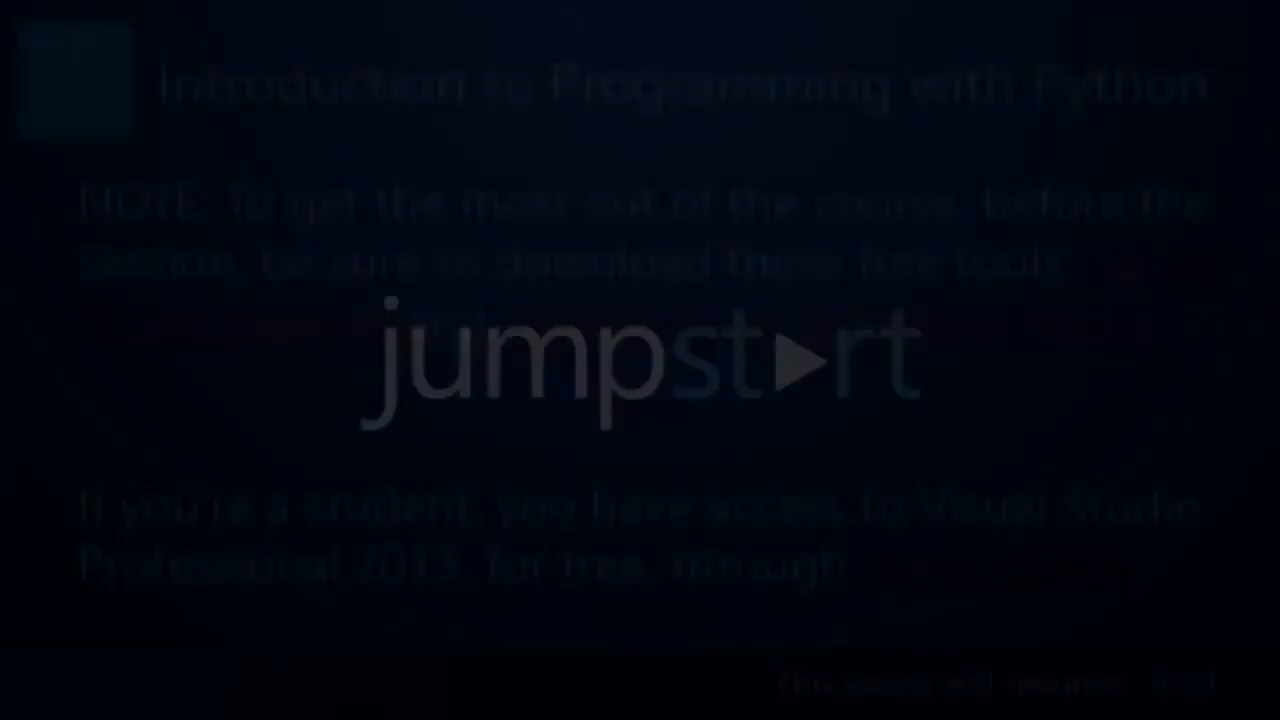 Introduction to Programming with Python
NOTE: To get the most out of the course, before the
session, be sure to download these free tools:
jumpstart
If you're a student, you have access to Visual Studio
Professional 2013, for free, through
This event will resume